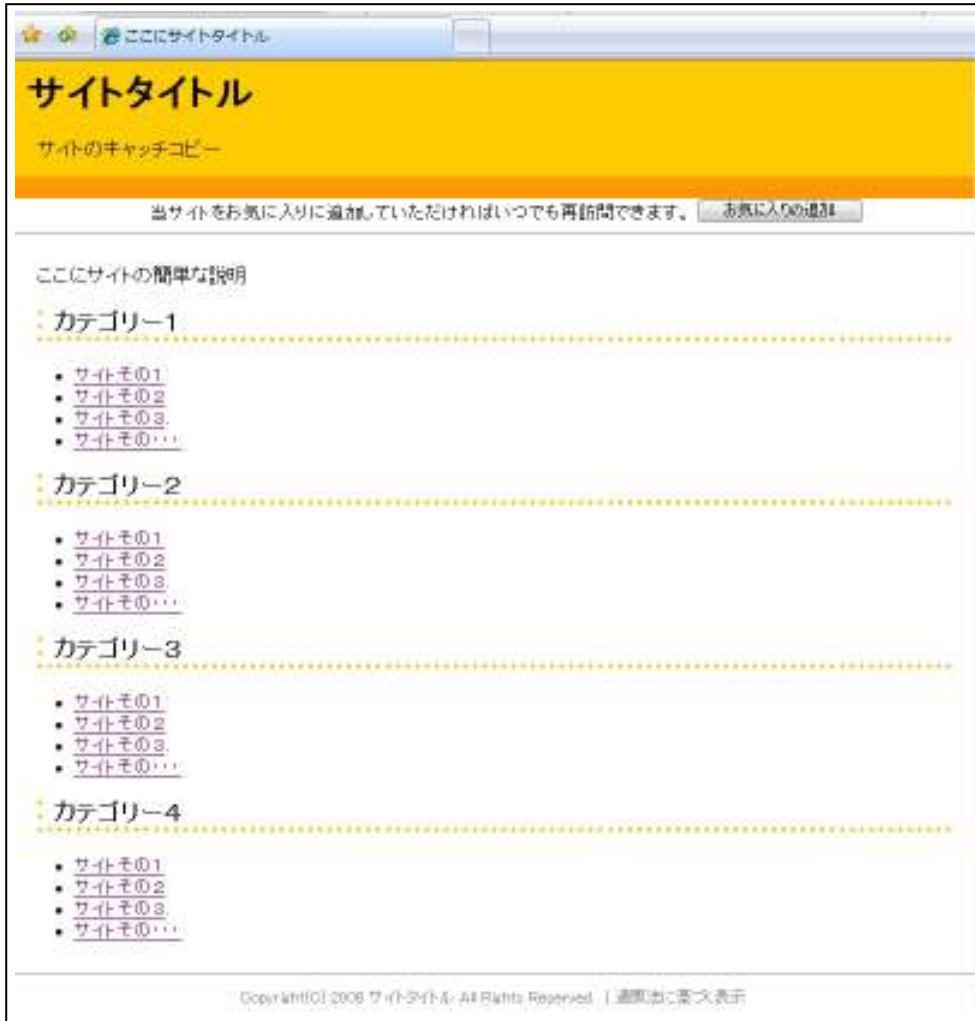 ここにサイトタイトル
サイトタイトル
サイトのキャッチコピー
当サイトをお気に入りに追加していただければいつでも再訪問できます。 お気に入りの追加
ここにサイトの簡単な説明
カテゴリー1
サイトその1
サイトその2
サイトその3
サイトその・・・
カテゴリー2
サイトその1
サイトその2
サイトその3
サイトその・・・
カテゴリー3
サイトその1
サイトその2
サイトその3
サイトその・・・
カテゴリー4
サイトその1
サイトその2
サイトその3
サイトその・・・
Copyright(C) 2008 サイトタイトル All Rights Reserved. | 通販法に基づく表示